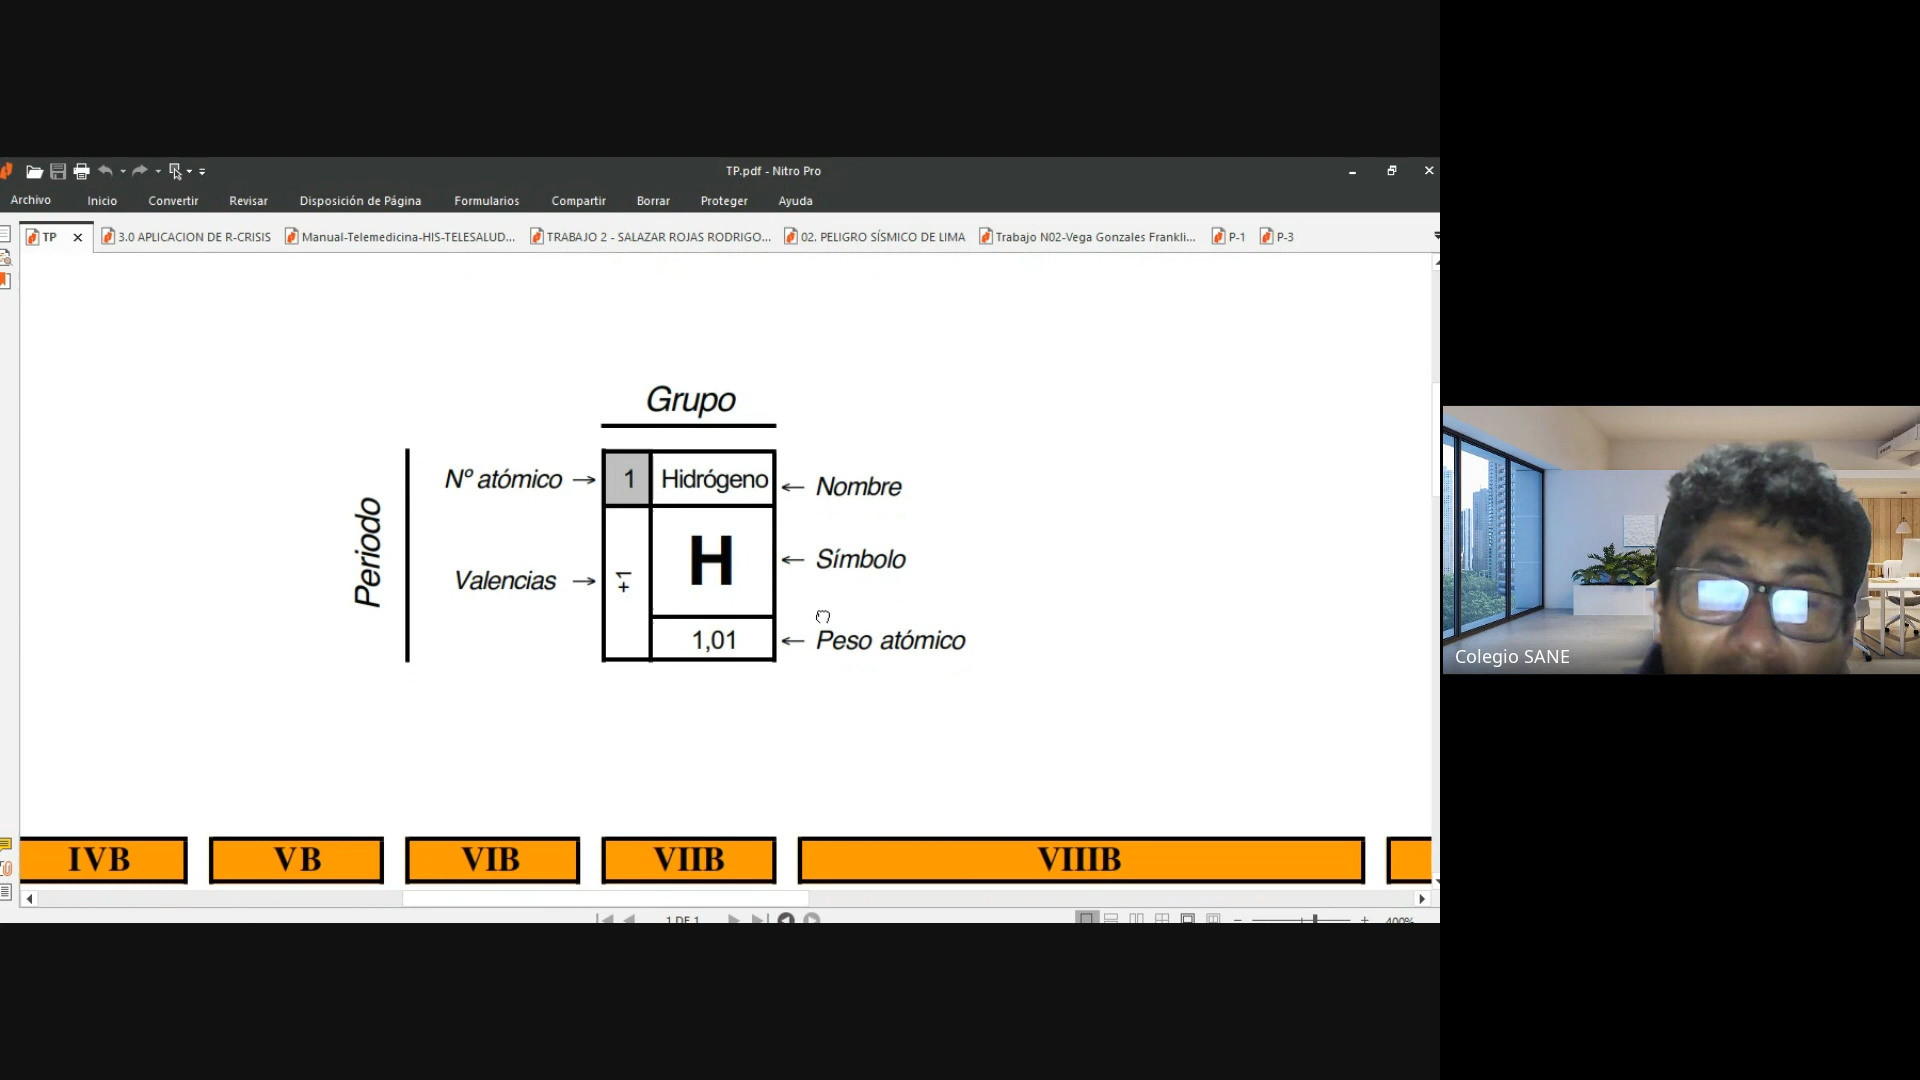 TP.pdf - Nitro Pro
Archivo Inicio Convertir Revisar Disposición de Página Formularios Compartir Borrar Proteger Ayuda
TP 3.0 APLICACION DE R-CRISIS Manual-Telemedicina-HIS-TELESALUD... TRABAJO 2 - SALAZAR ROJAS RODRIGO... 02. PELIGRO SÍSMICO DE LIMA Trabajo N02-Vega Gonzales Frankli... P-1 P-3
Grupo
Periodo
Nº atómico → 1 Hidrógeno ← Nombre
Valencias → +1 H ← Símbolo
1,01 ← Peso atómico
IVB VB VIB VIIB VIIIB
1 DE 1 400%
Colegio SANE